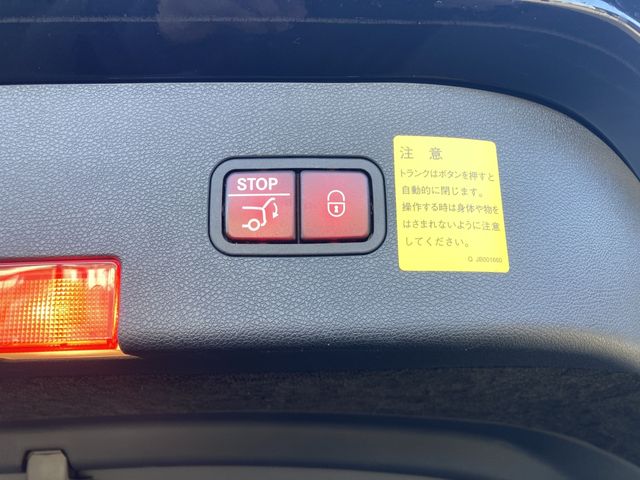 STOP
注 意
トランクはボタンを押すと
自動的に閉じます。
操作する時は身体や物を
はさまれないように注意
してください。
Q JB001660